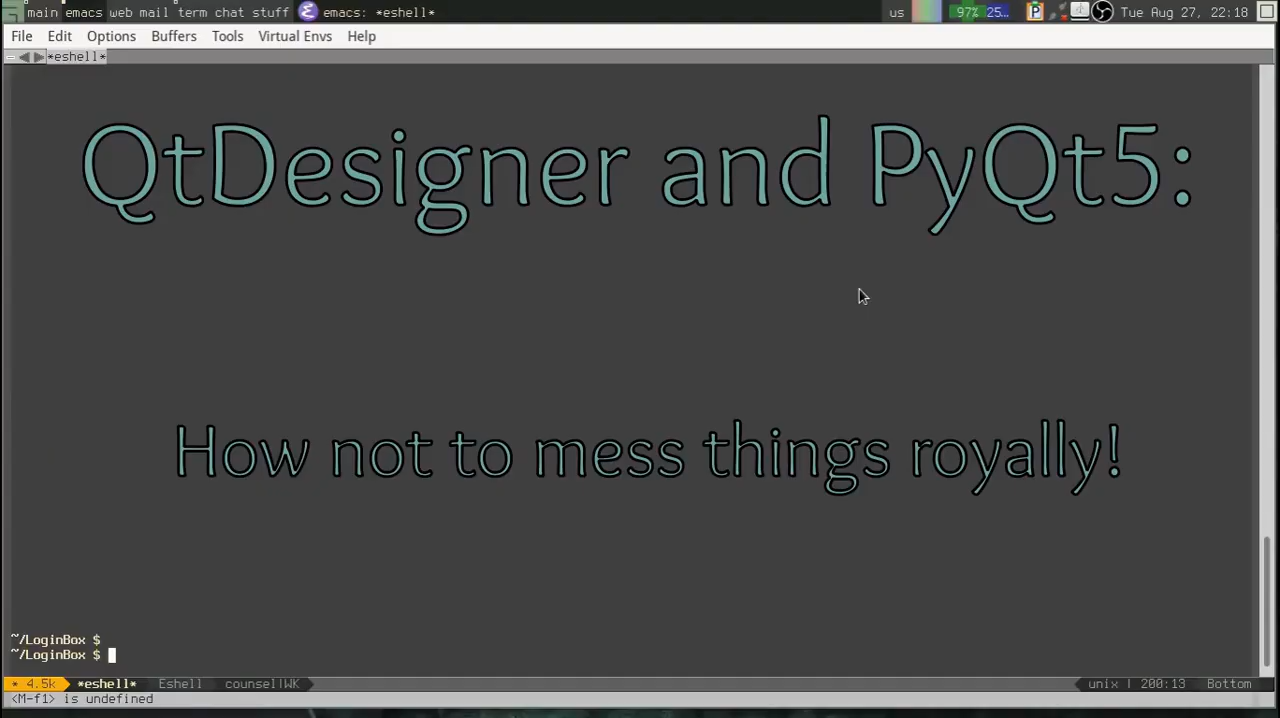 main emacs web mail term chat stuff emacs: *eshell* us 97% 25... P Tue Aug 27, 22:18
File Edit Options Buffers Tools Virtual Envs Help
*eshell*
QtDesigner and PyQt5:
How not to mess things royally!
~/LoginBox $
~/LoginBox $
* 4.5k *eshell* Eshell counsel|WK unix | 200:13 Bottom
<M-f1> is undefined